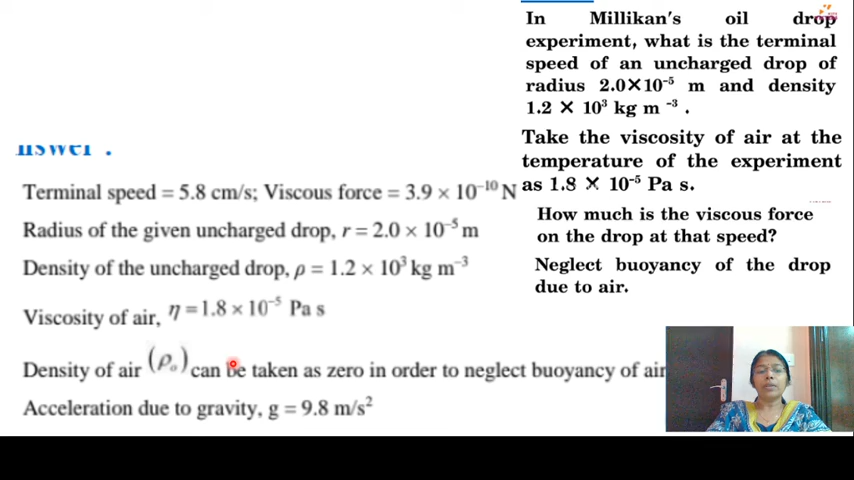 In Millikan's oil drop
experiment, what is the terminal
speed of an uncharged drop of
radius 2.0×10⁻⁵ m and density
1.2 × 10³ kg m ⁻³ .
Take the viscosity of air at the
temperature of the experiment
as 1.8 × 10⁻⁵ Pa s.
How much is the viscous force
on the drop at that speed?
Neglect buoyancy of the drop
due to air.
Terminal speed = 5.8 cm/s; Viscous force = 3.9 × 10⁻¹⁰ N
Radius of the given uncharged drop, r = 2.0 × 10⁻⁵ m
Density of the uncharged drop, ρ = 1.2 × 10³ kg m⁻³
Viscosity of air, η = 1.8 × 10⁻⁵ Pa s
Density of air (ρₒ) can be taken as zero in order to neglect buoyancy of air
Acceleration due to gravity, g = 9.8 m/s²